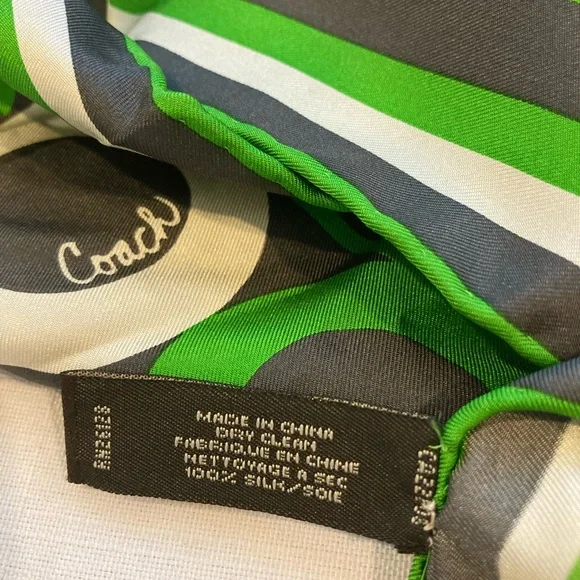 Coach
MADE IN CHINA
DRY CLEAN
FABRIQUE EN CHINE
NETTOYAGE A SEC
100% SILK/SOIE